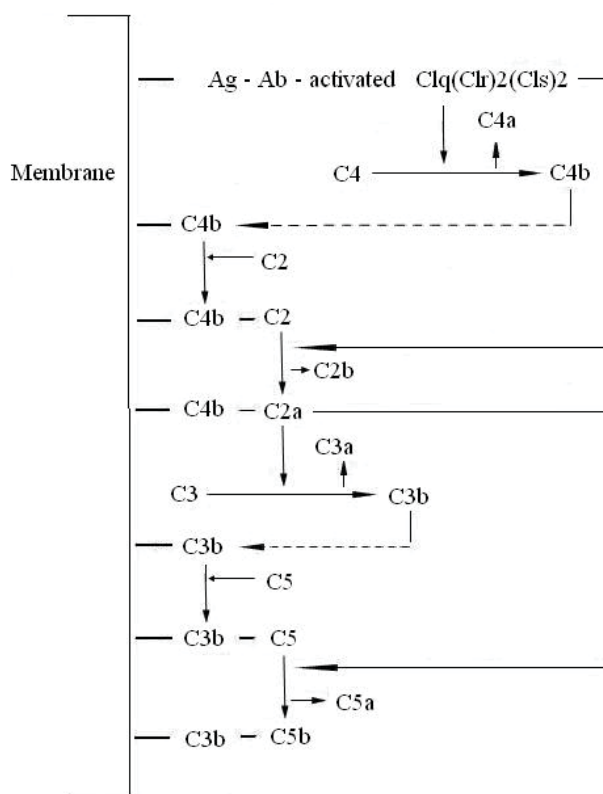 Ag - Ab - activated Clq(Clr)2(Cls)2
C4a
Membrane
C4
C4b
C4b
C2
C4b - C2
C2b
C4b - C2a
C3a
C3
C3b
C3b
C5
C3b - C5
C5a
C3b - C5b